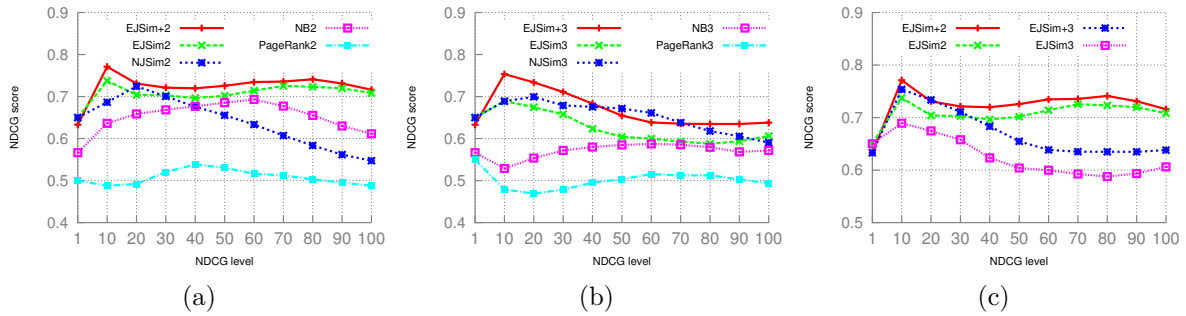 EJSim+2
EJSim2
NJSim2
NB2
PageRank2
0.9
0.8
0.7
0.6
0.5
0.4
NDCG score
1 10 20 30 40 50 60 70 80 90 100
NDCG level
(a)
EJSim+3
EJSim3
NJSim3
NB3
PageRank3
0.9
0.8
0.7
0.6
0.5
0.4
NDCG score
1 10 20 30 40 50 60 70 80 90 100
NDCG level
(b)
EJSim+2
EJSim2
EJSim+3
EJSim3
0.9
0.8
0.7
0.6
0.5
NDCG score
1 10 20 30 40 50 60 70 80 90 100
NDCG level
(c)